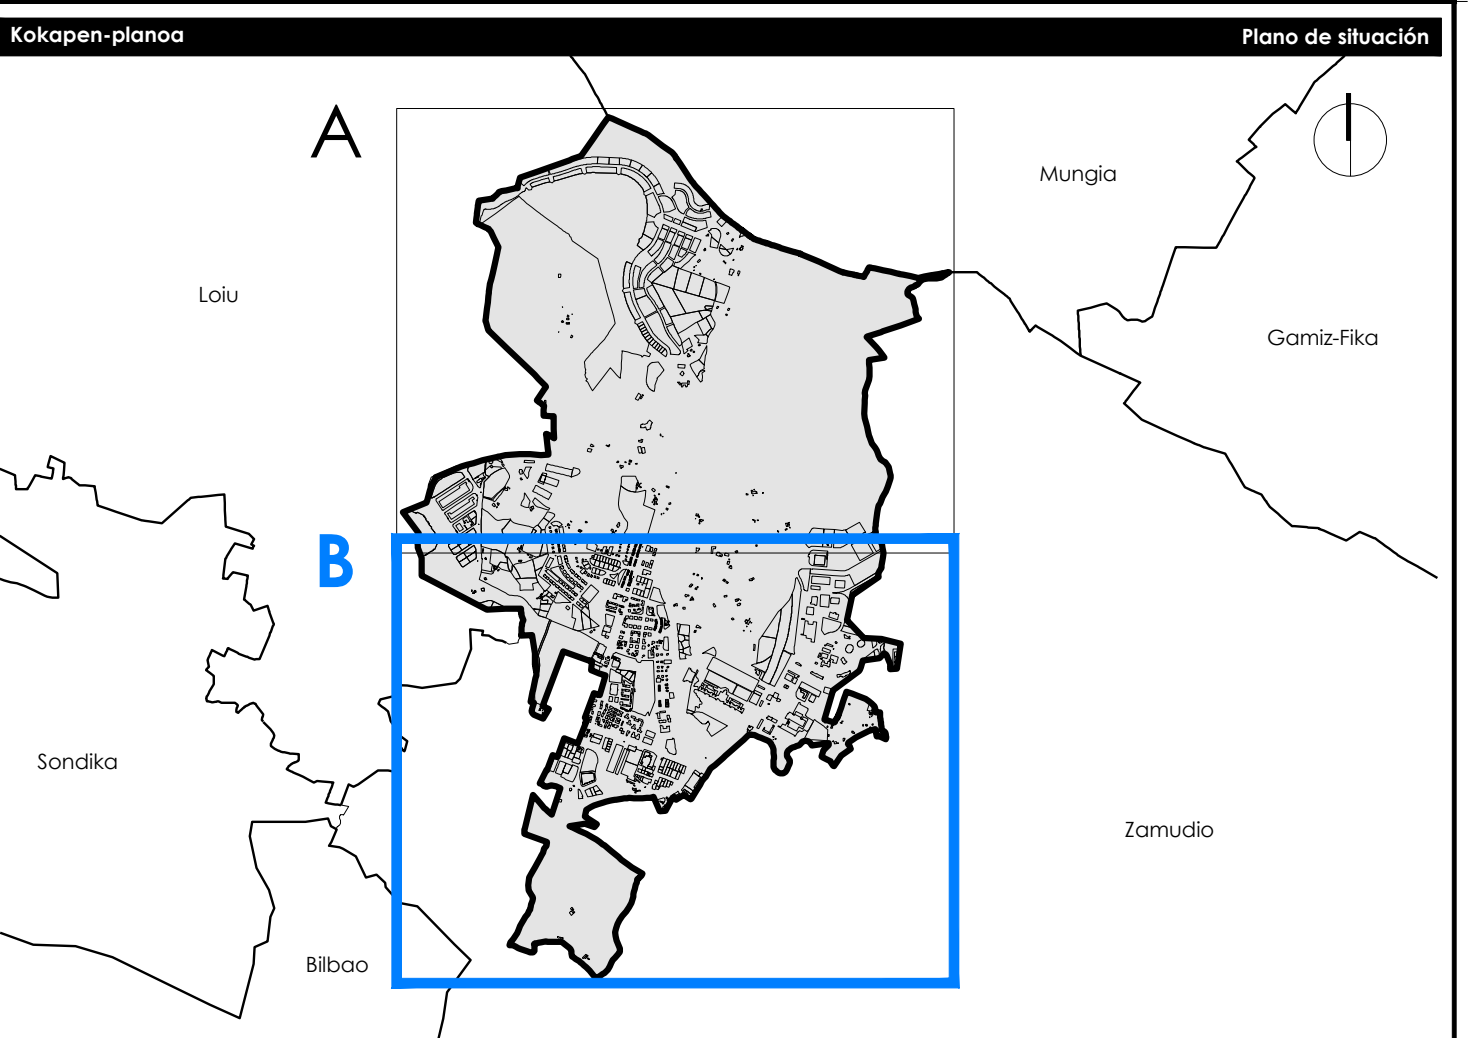 Kokapen-planoa
Plano de situación
A
Mungia
Loiu
Gamiz-Fika
B
Sondika
Zamudio
Bilbao